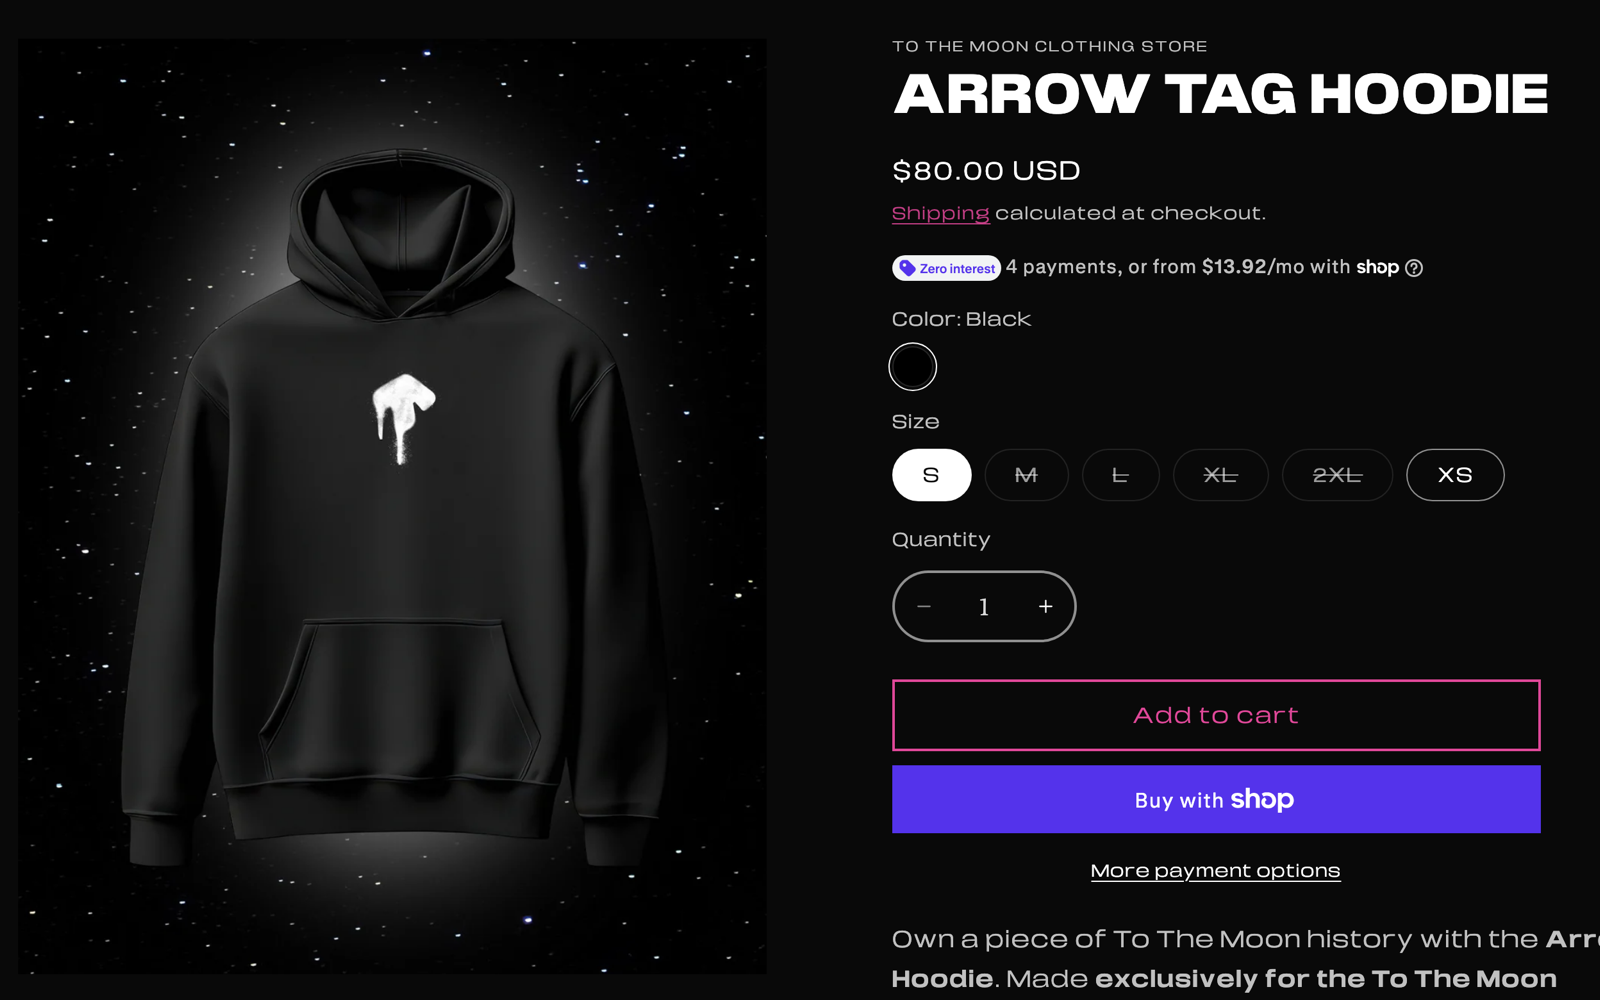 TO THE MOON CLOTHING STORE
ARROW TAG HOODIE
$80.00 USD
Shipping calculated at checkout.
Zero interest 4 payments, or from $13.92/mo with shop ?
Color: Black
Size
S M L XL 2XL XS
Quantity
− 1 +
Add to cart
Buy with shop
More payment options
Own a piece of To The Moon history with the
Hoodie. Made exclusively for the To The Moon